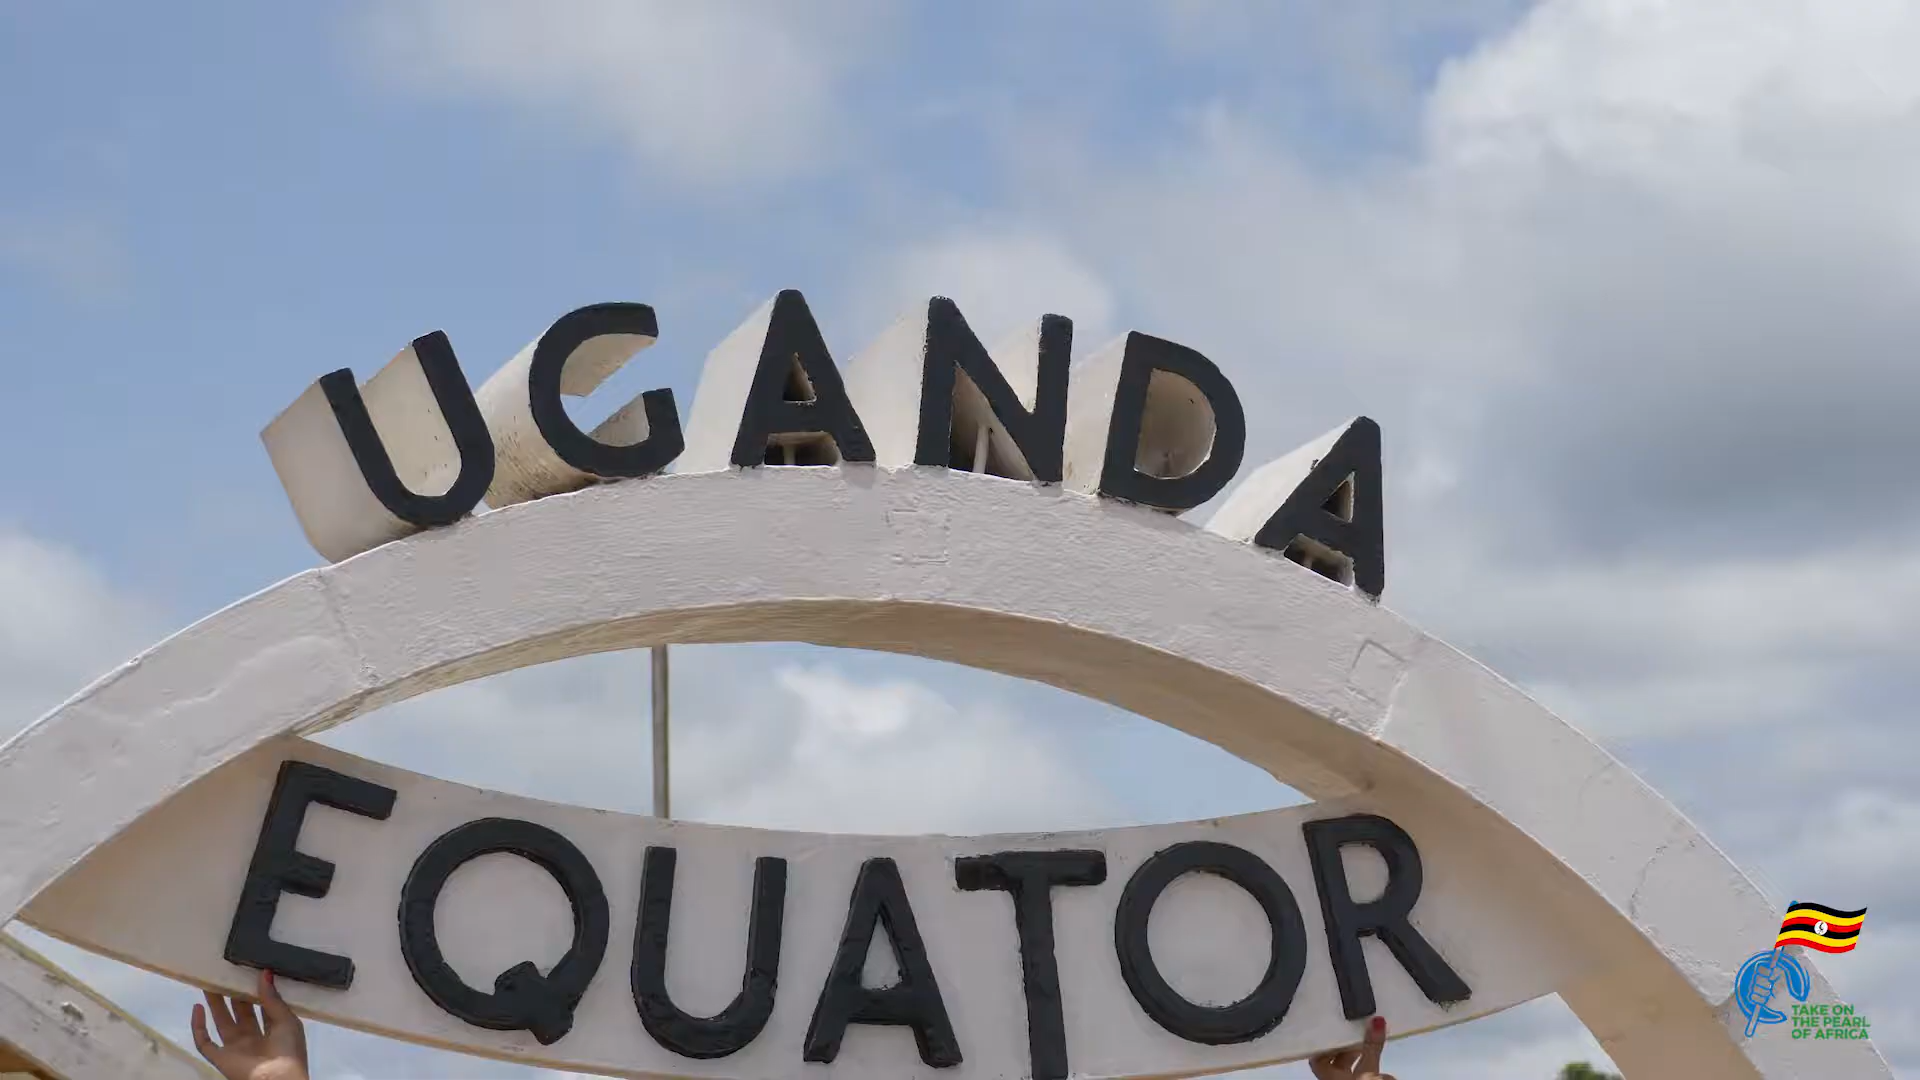 UGANDA
EQUATOR
TAKE ON
THE PEARL
OF AFRICA